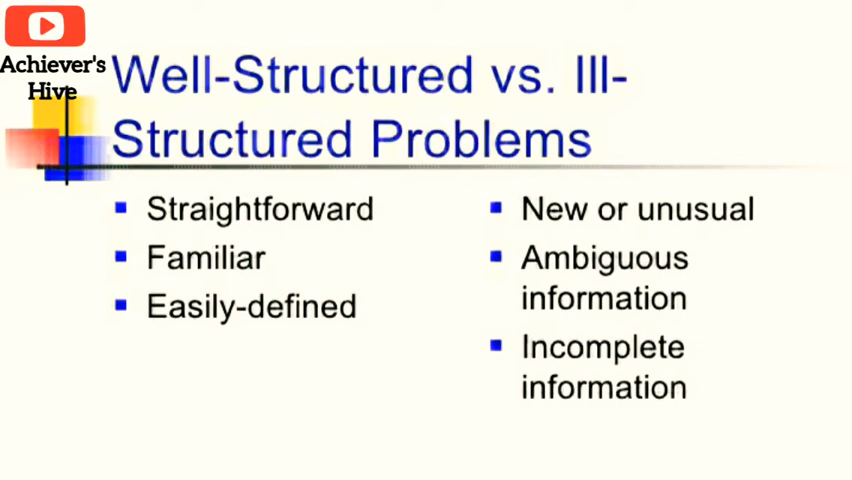 Achiever's
Hive
Well-Structured vs. Ill-
Structured Problems
Straightforward
Familiar
Easily-defined
New or unusual
Ambiguous
information
Incomplete
information